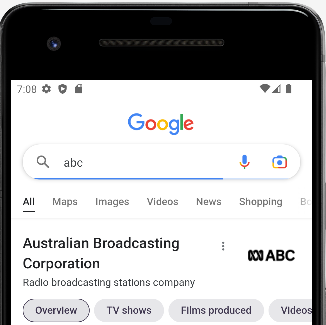 7:08
Google
abc
All Maps Images Videos News Shopping
Australian Broadcasting
Corporation
ABC
Radio broadcasting stations company
Overview TV shows Films produced Videos